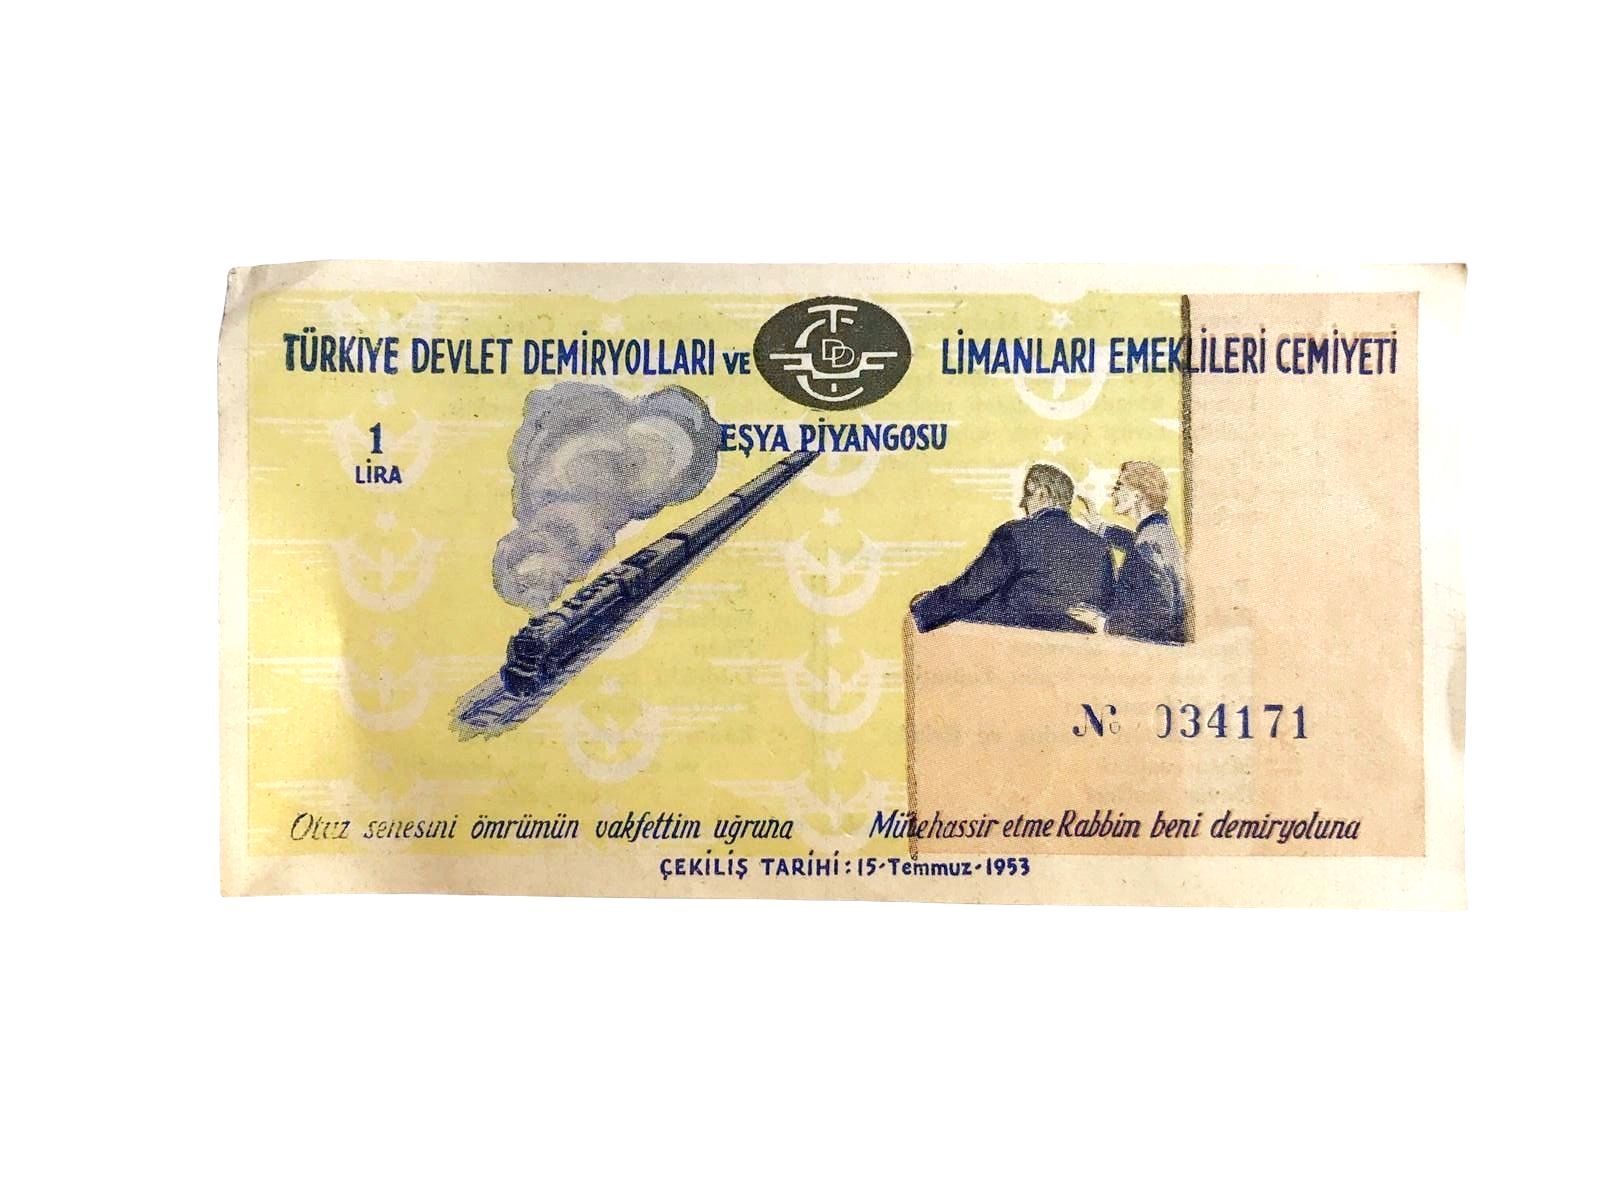 TÜRKİYE DEVLET DEMİRYOLLARI VE LİMANLARI EMEKLİLERİ CEMİYETİ
T.C. DD
EŞYA PİYANGOSU
1
LİRA
№ 034171
Otuz senesini ömrümün vakfettim uğruna Mütehassir etme Rabbim beni demiryoluna
ÇEKİLİŞ TARİHİ: 15-Temmuz-1953